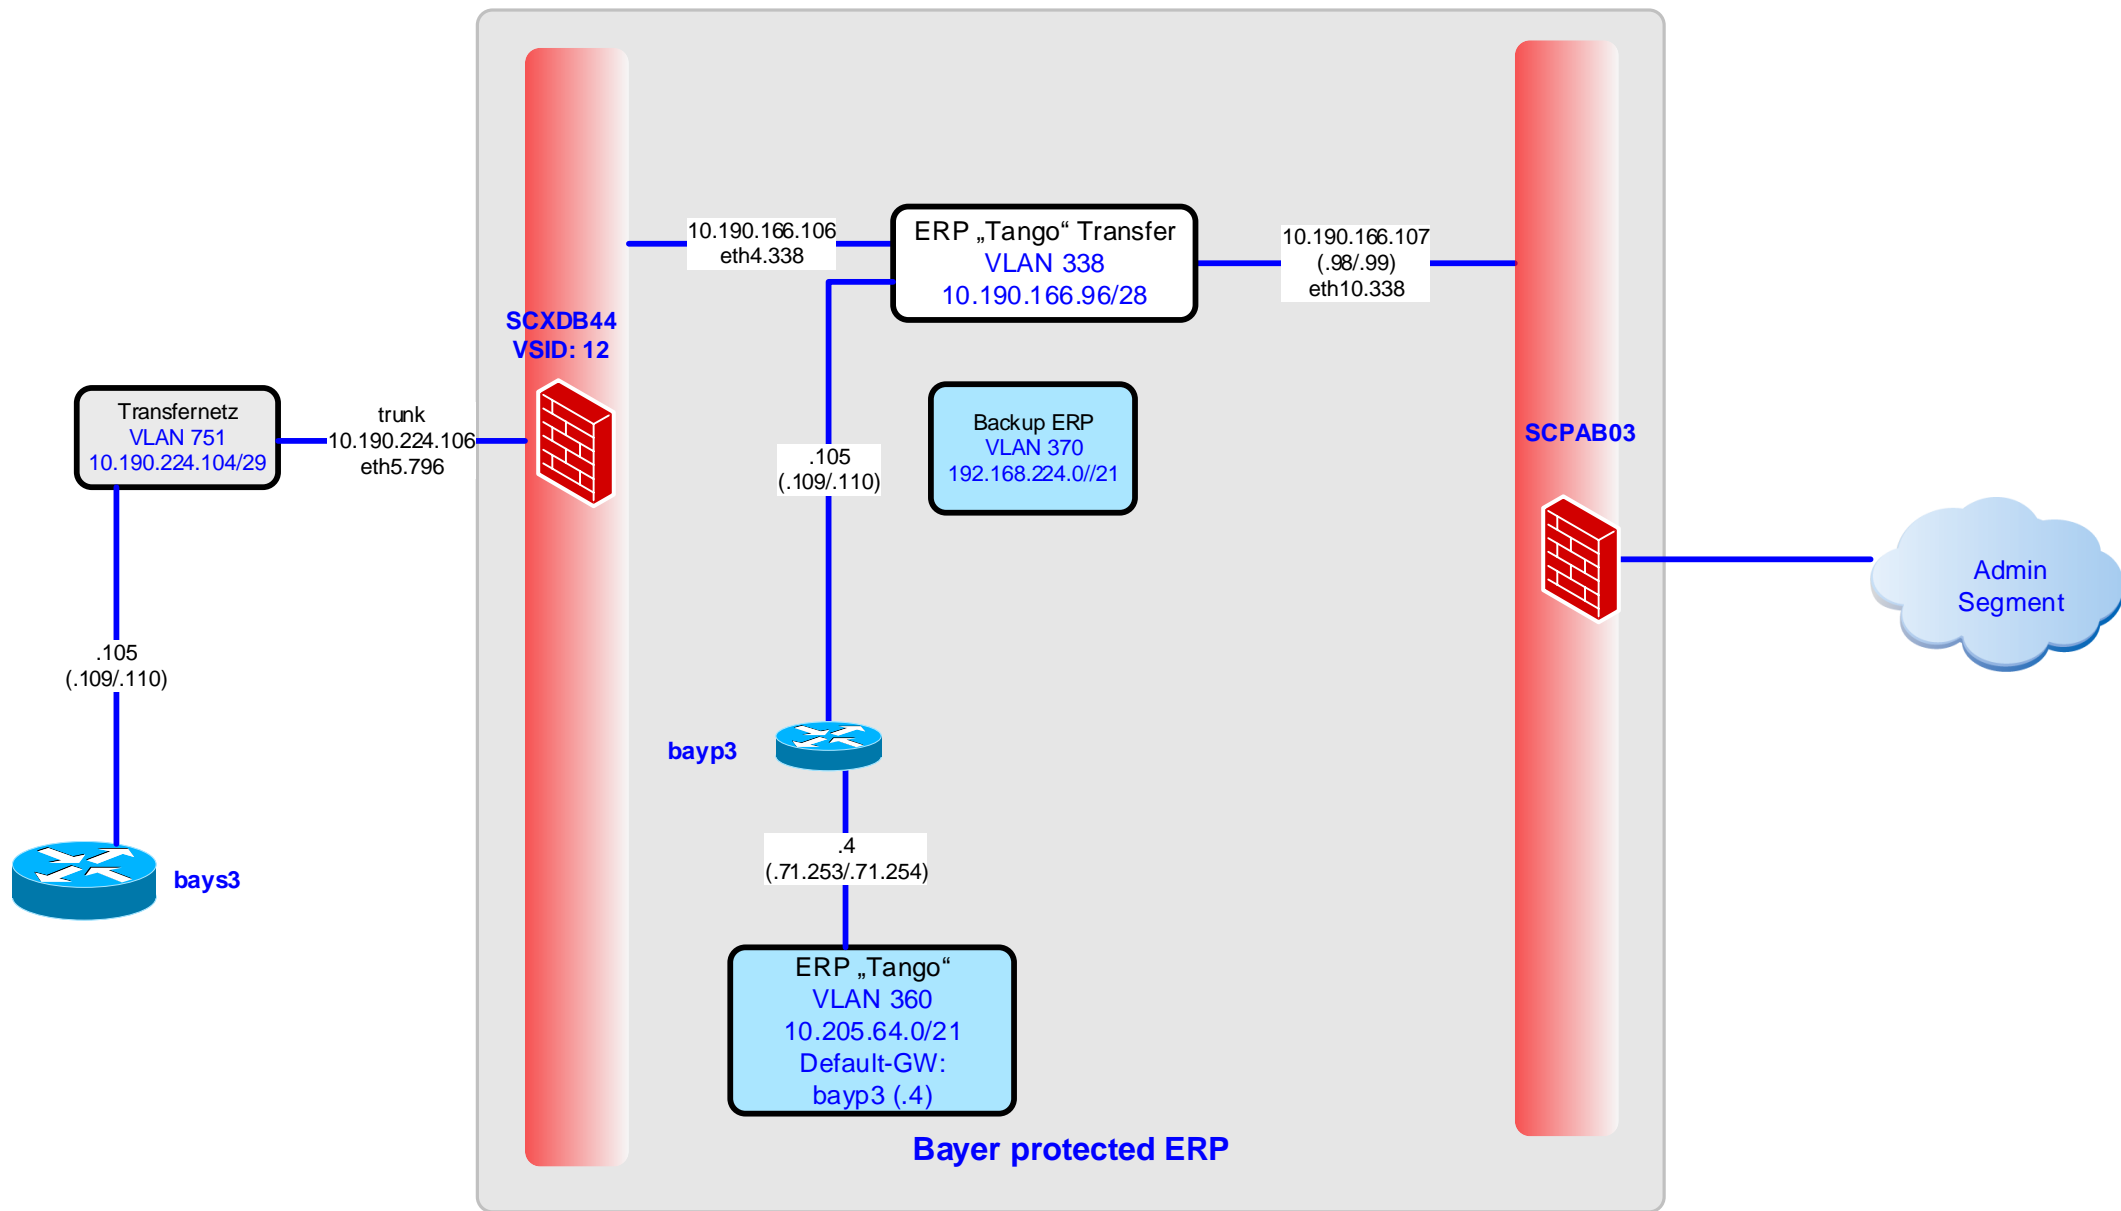 10.190.166.106
eth4.338
ERP „Tango“ Transfer
VLAN 338
10.190.166.96/28
10.190.166.107
(.98/.99)
eth10.338
SCXDB44
VSID: 12
Transfernetz
VLAN 751
10.190.224.104/29
trunk
10.190.224.106
eth5.796
Backup ERP
VLAN 370
192.168.224.0//21
.105
(.109/.110)
SCPAB03
Admin
Segment
.105
(.109/.110)
bayp3
bays3
.4
(.71.253/.71.254)
ERP „Tango“
VLAN 360
10.205.64.0/21
Default-GW:
bayp3 (.4)
Bayer protected ERP